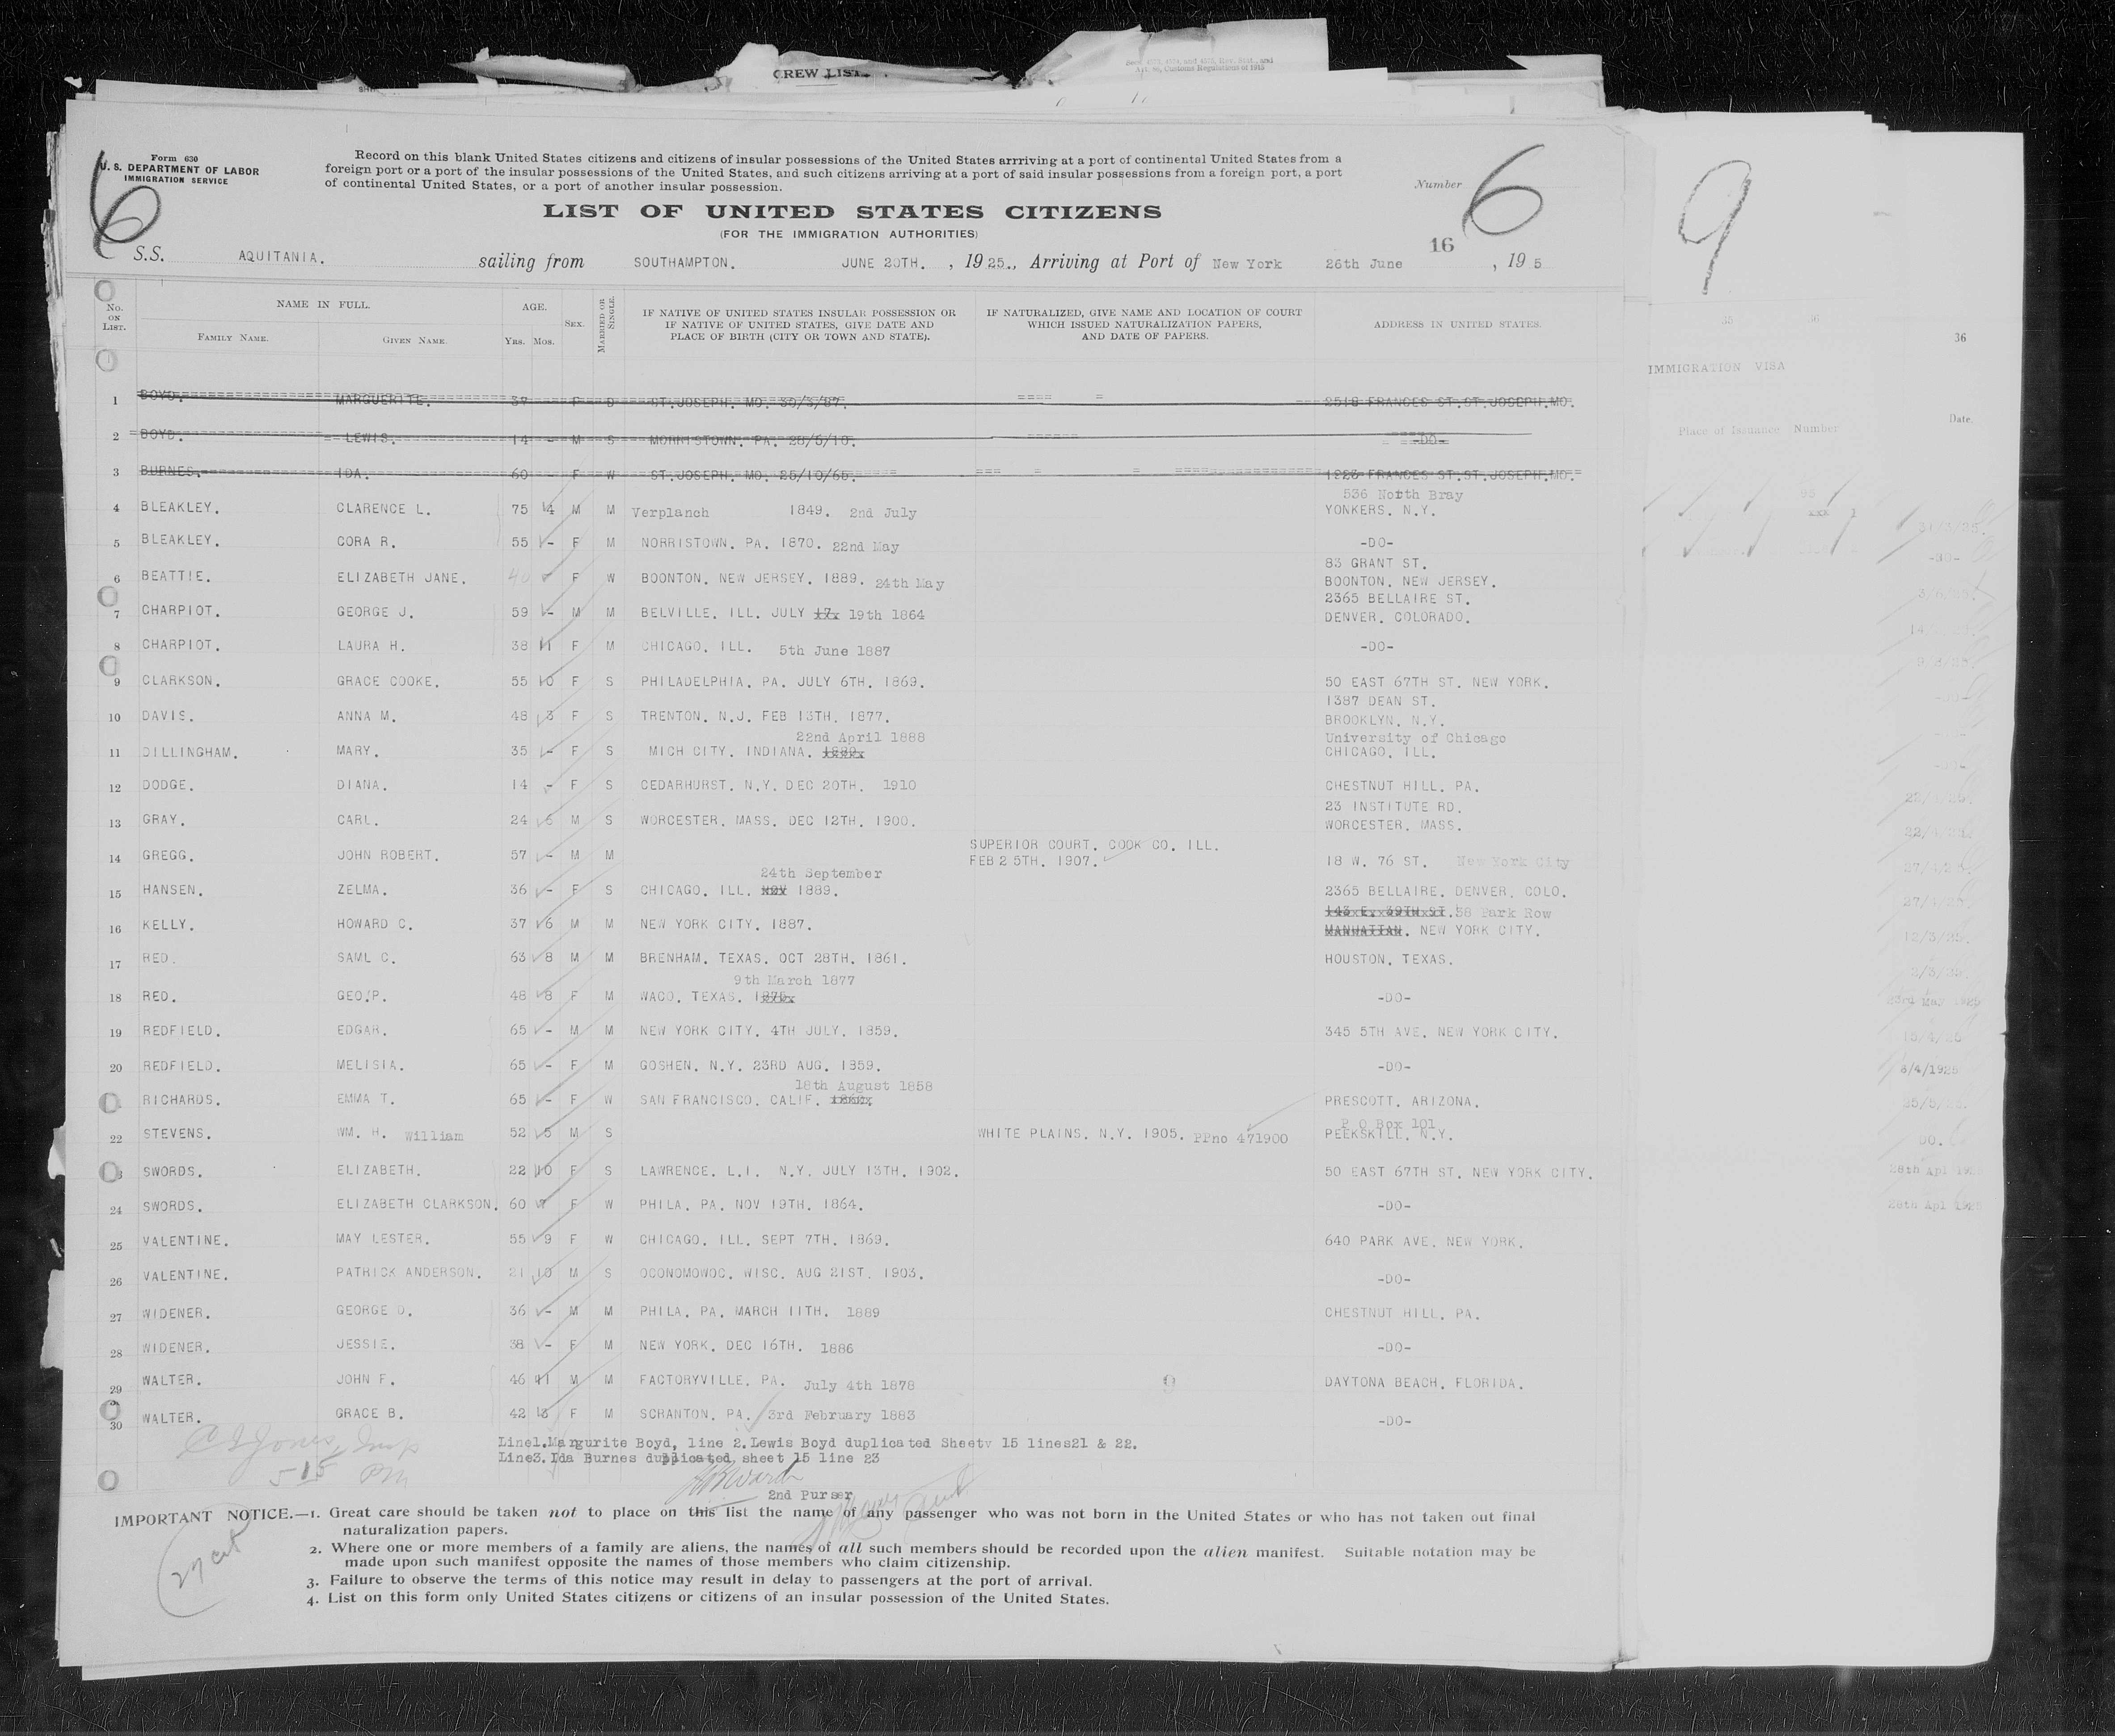 CREW LIST.
Form 630
U. S. DEPARTMENT OF LABOR
IMMIGRATION SERVICE
Record on this blank United States citizens and citizens of insular possessions of the United States arrriving at a port of continental United States from a
foreign port or a port of the insular possessions of the United States, and such citizens arriving at a port of said insular possessions from a foreign port, a port
of continental United States, or a port of another insular possession.
Number
6
6
9
LIST OF UNITED STATES CITIZENS
(FOR THE IMMIGRATION AUTHORITIES)
16
S.S. AQUITANIA. sailing from SOUTHAMPTON. JUNE 20TH. , 19 25., Arriving at Port of New York 26th June , 19 5
No. ON LIST. NAME IN FULL. AGE. SEX. MARRIED OR SINGLE. IF NATIVE OF UNITED STATES INSULAR POSSESSION OR IF NATIVE OF UNITED STATES, GIVE DATE AND PLACE OF BIRTH (CITY OR TOWN AND STATE). IF NATURALIZED, GIVE NAME AND LOCATION OF COURT WHICH ISSUED NATURALIZATION PAPERS, AND DATE OF PAPERS. ADDRESS IN UNITED STATES.
FAMILY NAME. GIVEN NAME. Yrs. Mos.
35 36
36
IMMIGRATION VISA
Place of Issuance Number Date.
1 BOYD. MARGUERITE. 37 F D ST.JOSEPH. MO. 30/3/87. 2518 FRANCES ST.ST.JOSEPH.MO.
2 BOYD. LEWIS. 14 - M S MORRISTOWN. PA. 28/6/10. -DO-
3 BURNES. IDA. 60 F W ST.JOSEPH. MO. 25/10/65. 1223 FRANCES ST.ST.JOSEPH.MO.
536 North Bray
4 BLEAKLEY. CLARENCE L. 75 M M Verplanch 1849. 2nd July YONKERS. N.Y.
5 BLEAKLEY. CORA R. 55 - F M NORRISTOWN. PA. 1870. 22nd May -DO-
83 GRANT ST.
6 BEATTIE. ELIZABETH JANE. 40 F W BOONTON. NEW JERSEY. 1889. 24th May BOONTON. NEW JERSEY.
2365 BELLAIRE ST.
7 CHARPIOT. GEORGE J. 59 - M M BELVILLE. ILL. JULY 17. 19th 1864 DENVER. COLORADO.
8 CHARPIOT. LAURA H. 38 11 F M CHICAGO. ILL. 5th June 1887 -DO-
9 CLARKSON. GRACE COOKE. 55 10 F S PHILADELPHIA. PA. JULY 6TH. 1869. 50 EAST 67TH ST. NEW YORK.
1387 DEAN ST.
10 DAVIS. ANNA M. 48 3 F S TRENTON. N.J. FEB 13TH. 1877. BROOKLYN. N.Y.
22nd April 1888 University of Chicago
11 DILLINGHAM. MARY. 35 - F S MICH CITY. INDIANA. CHICAGO. ILL.
12 DODGE. DIANA. 14 - F S CEDARHURST. N.Y. DEC 20TH. 1910 CHESTNUT HILL. PA.
23 INSTITUTE RD.
13 GRAY. CARL. 24 6 M S WORCESTER. MASS. DEC 12TH. 1900. WORCESTER. MASS.
SUPERIOR COURT. COOK CO. ILL.
14 GREGG. JOHN ROBERT. 57 - M M FEB 25TH. 1907. 18 W. 76 ST. New York City
24th September
15 HANSEN. ZELMA. 36 - F S CHICAGO. ILL. 1889. 2365 BELLAIRE. DENVER. COLO.
143 E. 39TH ST. 38 Park Row
16 KELLY. HOWARD C. 37 6 M M NEW YORK CITY. 1887. MANHATTAN. NEW YORK CITY.
17 RED. SAML C. 63 8 M M BRENHAM. TEXAS. OCT 28TH. 1861. HOUSTON. TEXAS.
9th March 1877
18 RED. GEO.P. 48 8 F M WACO. TEXAS. -DO-
19 REDFIELD. EDGAR. 65 - M M NEW YORK CITY. 4TH JULY. 1859. 345 5TH AVE. NEW YORK CITY.
20 REDFIELD. MELISIA. 65 - F M GOSHEN. N.Y. 23RD AUG. 1859. -DO-
18th August 1858
RICHARDS. EMMA T. 65 - F W SAN FRANCISCO. CALIF. PRESCOTT. ARIZONA.
P O Box 101
22 STEVENS. WM. H. William 52 5 M S WHITE PLAINS. N.Y. 1905. PPno 471900 PEEKSKILL. N.Y.
SWORDS. ELIZABETH. 22 10 F S LAWRENCE. L.I. N.Y. JULY 13TH. 1902. 50 EAST 67TH ST. NEW YORK CITY.
24 SWORDS. ELIZABETH CLARKSON. 60 7 F W PHILA. PA. NOV 19TH. 1864. -DO-
25 VALENTINE. MAY LESTER. 55 9 F W CHICAGO. ILL. SEPT 7TH. 1869. 640 PARK AVE. NEW YORK.
26 VALENTINE. PATRICK ANDERSON. 21 10 M S OCONOMOWOC. WISC. AUG 21ST. 1903. -DO-
27 WIDENER. GEORGE D. 36 - M M PHILA. PA. MARCH 11TH. 1889 CHESTNUT HILL. PA.
28 WIDENER. JESSIE. 38 - F M NEW YORK. DEC 16TH. 1886 -DO-
29 WALTER. JOHN F. 46 11 M M FACTORYVILLE. PA. July 4th 1878 9 DAYTONA BEACH. FLORIDA.
30 WALTER. GRACE B. 42 3 F M SCRANTON. PA. 3rd February 1883 -DO-
Line1.Margurite Boyd, line 2.Lewis Boyd duplicated Sheetv 15 lines21 & 22.
Line3.Ida Burnes duplicated, sheet 15 line 23
C I Jones, Insp
515 PM
2nd Purser
27 cit
IMPORTANT NOTICE.—1. Great care should be taken not to place on this list the name of any passenger who was not born in the United States or who has not taken out final
naturalization papers.
2. Where one or more members of a family are aliens, the names of all such members should be recorded upon the alien manifest. Suitable notation may be
made upon such manifest opposite the names of those members who claim citizenship.
3. Failure to observe the terms of this notice may result in delay to passengers at the port of arrival.
4. List on this form only United States citizens or citizens of an insular possession of the United States.